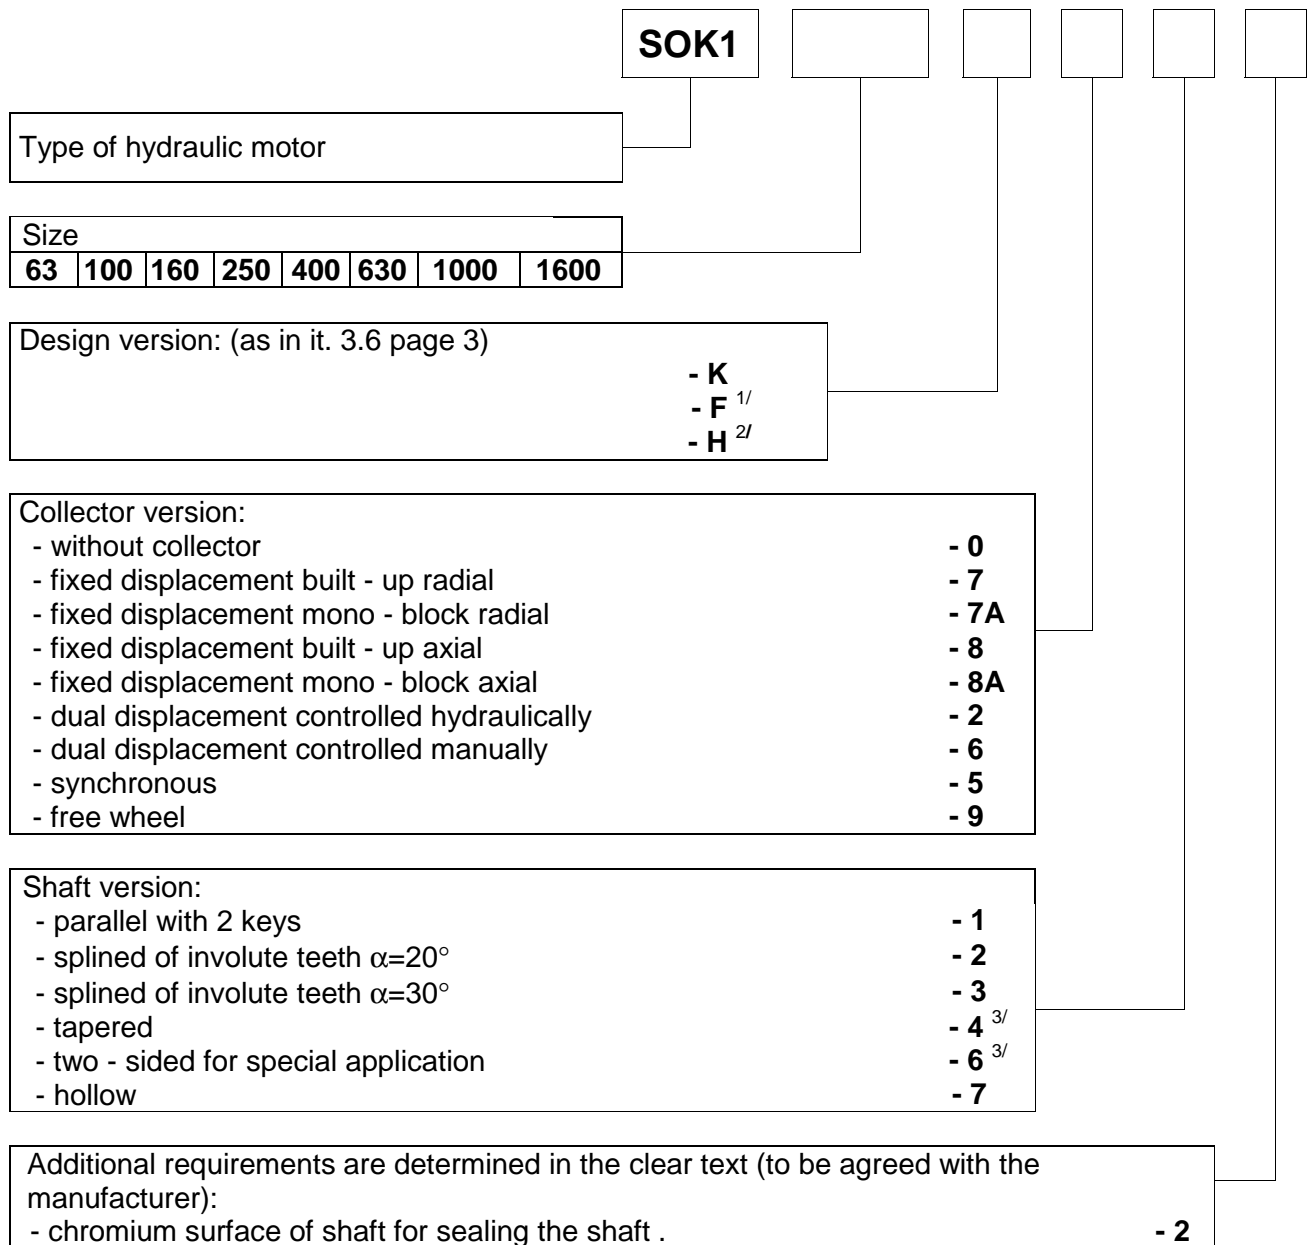 SOK1
Type of hydraulic motor
Size
63 100 160 250 400 630 1000 1600
Design version: (as in it. 3.6 page 3)
- K
- F 1/
- H 2/
Collector version:
- without collector - 0
- fixed displacement built - up radial - 7
- fixed displacement mono - block radial - 7A
- fixed displacement built - up axial - 8
- fixed displacement mono - block axial - 8A
- dual displacement controlled hydraulically - 2
- dual displacement controlled manually - 6
- synchronous - 5
- free wheel - 9
Shaft version:
- parallel with 2 keys - 1
- splined of involute teeth α=20° - 2
- splined of involute teeth α=30° - 3
- tapered - 4 3/
- two - sided for special application - 6 3/
- hollow - 7
Additional requirements are determined in the clear text (to be agreed with the
manufacturer):
- chromium surface of shaft for sealing the shaft . - 2